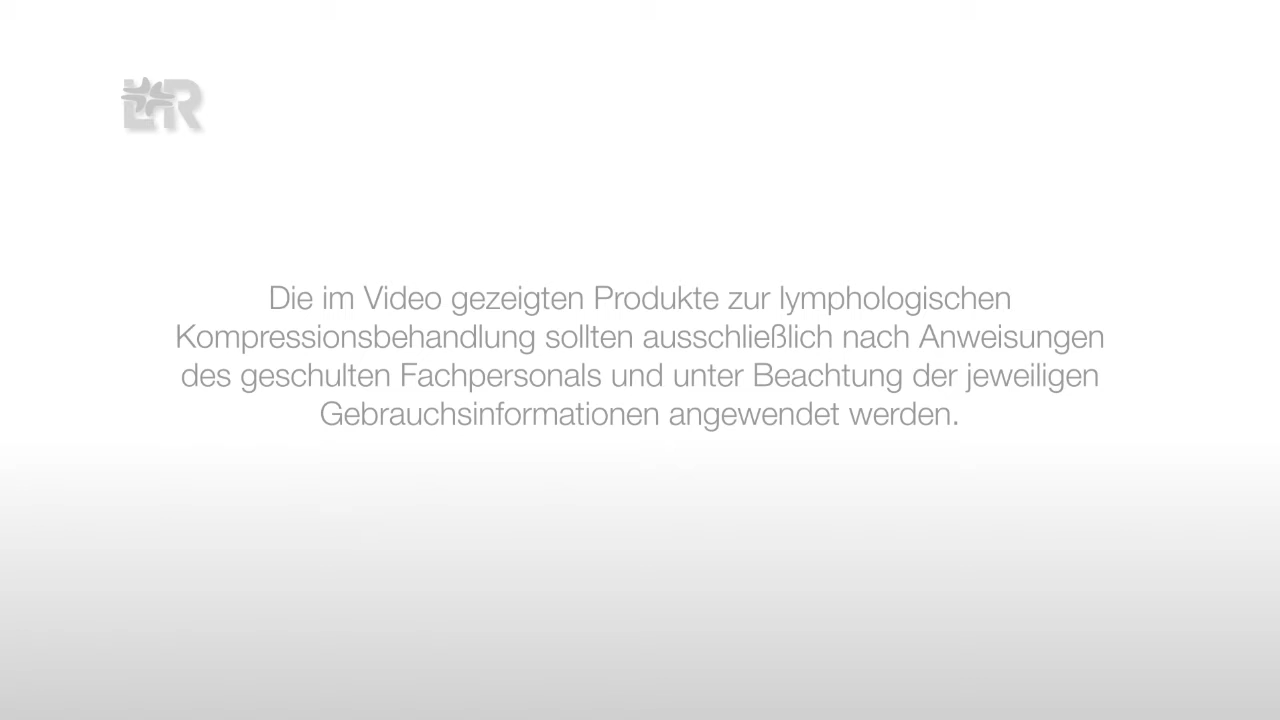 L&R
Die im Video gezeigten Produkte zur lymphologischen
Kompressionsbehandlung sollten ausschließlich nach Anweisungen
des geschulten Fachpersonals und unter Beachtung der jeweiligen
Gebrauchsinformationen angewendet werden.